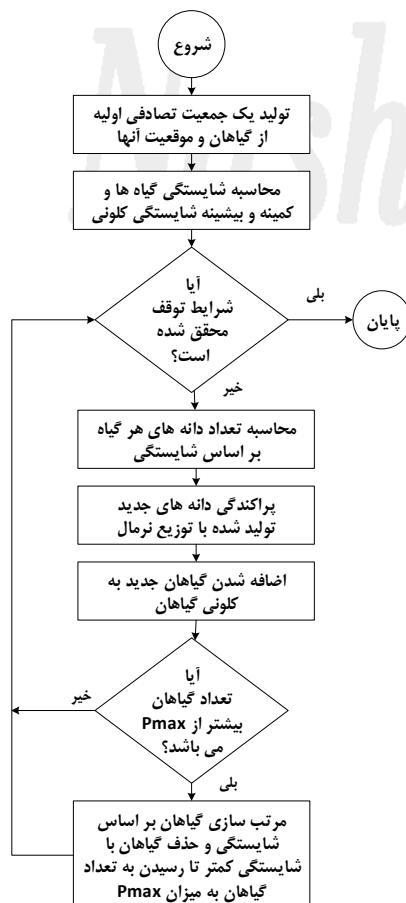 شروع
تولید یک جمعیت تصادفی اولیه
از گیاهان و موقعیت آنها
محاسبه شایستگی گیاه ها و
کمینه و بیشینه شایستگی کلونی
آیا
شرایط توقف
محقق شده
است؟
بلی
پایان
خیر
محاسبه تعداد دانه های هر گیاه
بر اساس شایستگی
پراکندگی دانه های جدید
تولید شده با توزیع نرمال
اضافه شدن گیاهان جدید به
کلونی گیاهان
آیا
تعداد گیاهان
بیشتر از Pmax
می باشد؟
خیر
بلی
مرتب سازی گیاهان بر اساس
شایستگی و حذف گیاهان با
شایستگی کمتر تا رسیدن به تعداد
گیاهان به میزان Pmax